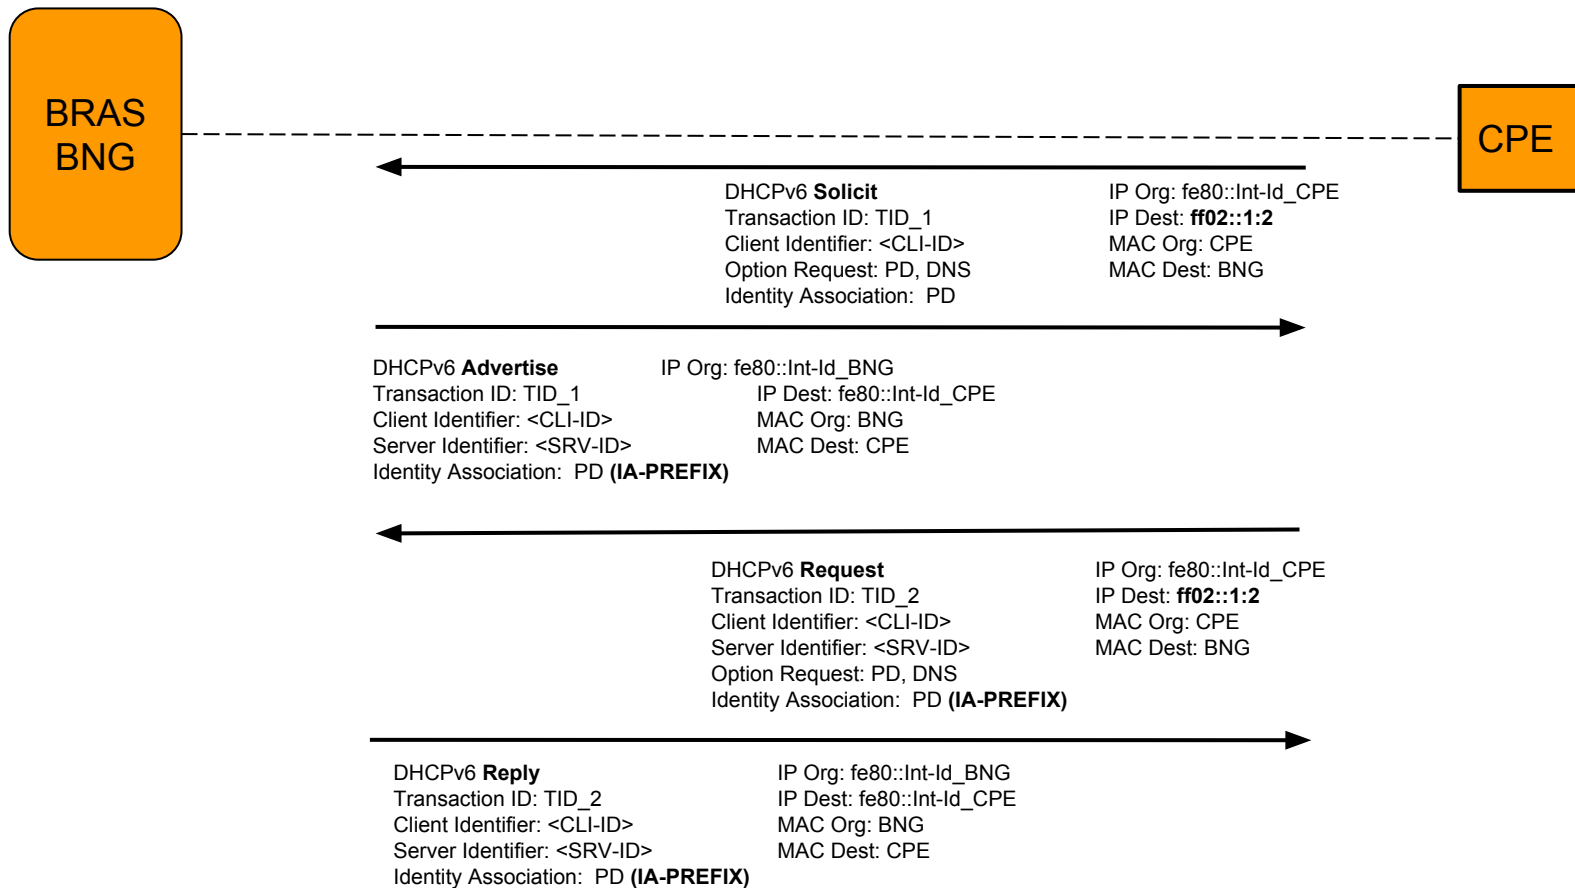 BRAS
BNG
CPE
DHCPv6 Solicit
Transaction ID: TID_1
Client Identifier: <CLI-ID>
Option Request: PD, DNS
Identity Association:  PD
IP Org: fe80::Int-Id_CPE
IP Dest: ff02::1:2
MAC Org: CPE
MAC Dest: BNG
DHCPv6 Advertise
Transaction ID: TID_1
Client Identifier: <CLI-ID>
Server Identifier: <SRV-ID>
Identity Association:  PD (IA-PREFIX)
IP Org: fe80::Int-Id_BNG
IP Dest: fe80::Int-Id_CPE
MAC Org: BNG
MAC Dest: CPE
DHCPv6 Request
Transaction ID: TID_2
Client Identifier: <CLI-ID>
Server Identifier: <SRV-ID>
Option Request: PD, DNS
Identity Association:  PD (IA-PREFIX)
IP Org: fe80::Int-Id_CPE
IP Dest: ff02::1:2
MAC Org: CPE
MAC Dest: BNG
DHCPv6 Reply
Transaction ID: TID_2
Client Identifier: <CLI-ID>
Server Identifier: <SRV-ID>
Identity Association:  PD (IA-PREFIX)
IP Org: fe80::Int-Id_BNG
IP Dest: fe80::Int-Id_CPE
MAC Org: BNG
MAC Dest: CPE